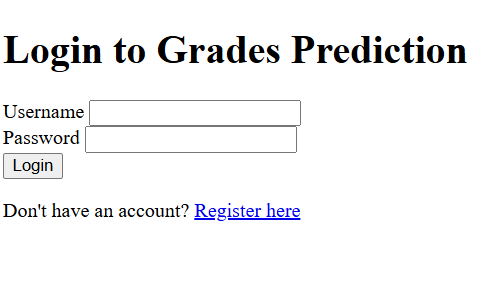 Login to Grades Prediction
Username
Password
Login
Don't have an account? Register here